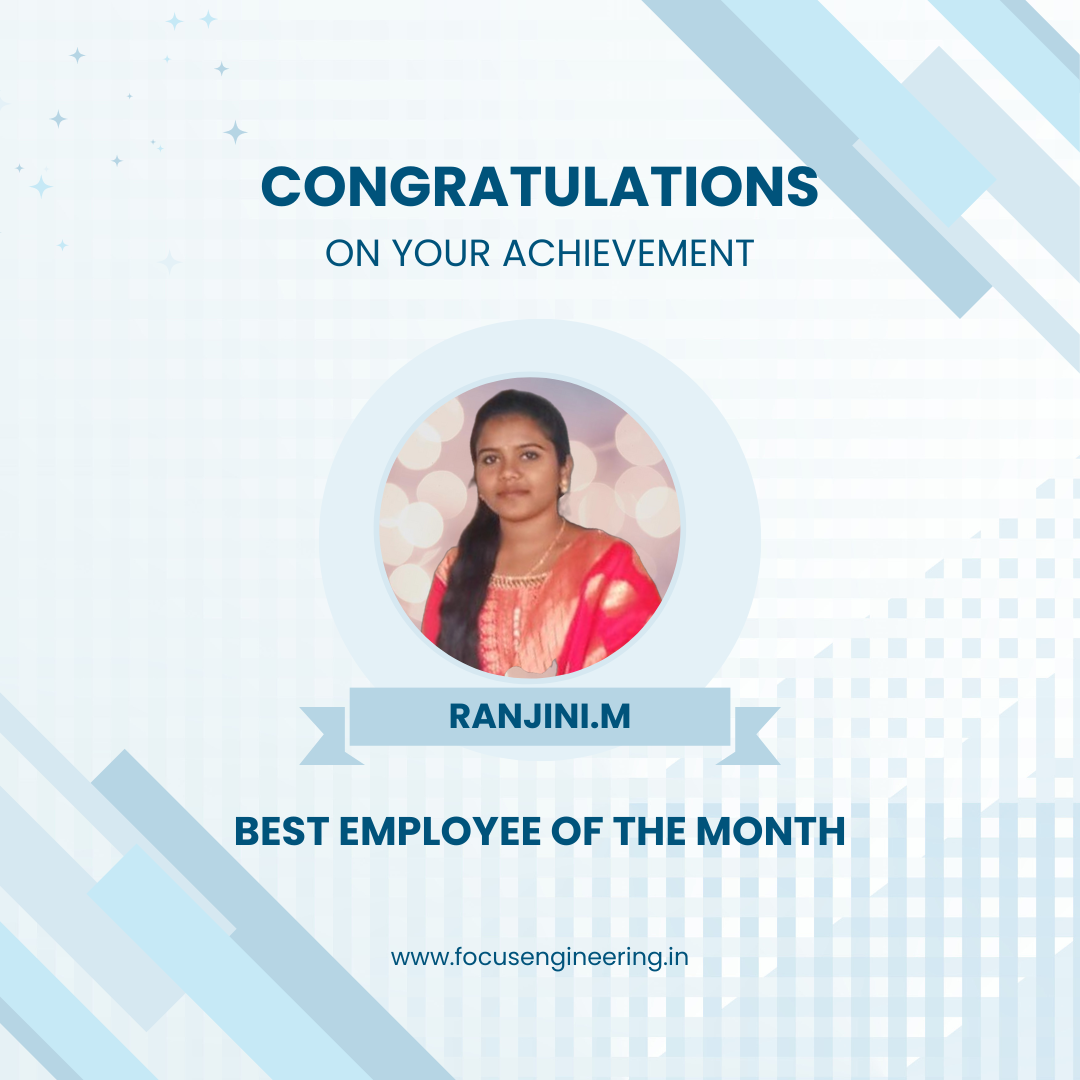 CONGRATULATIONS
ON YOUR ACHIEVEMENT
RANJINI.M
BEST EMPLOYEE OF THE MONTH
www.focusengineering.in